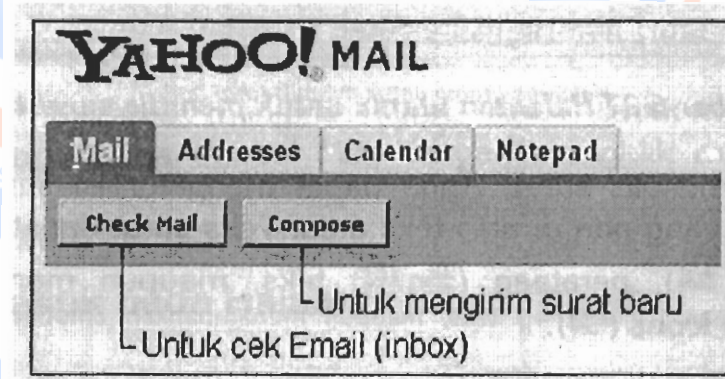 YAHOO! MAIL
Mail Addresses Calendar Notepad
Check Mail Compose
Untuk mengirim surat baru
Untuk cek Email (inbox)